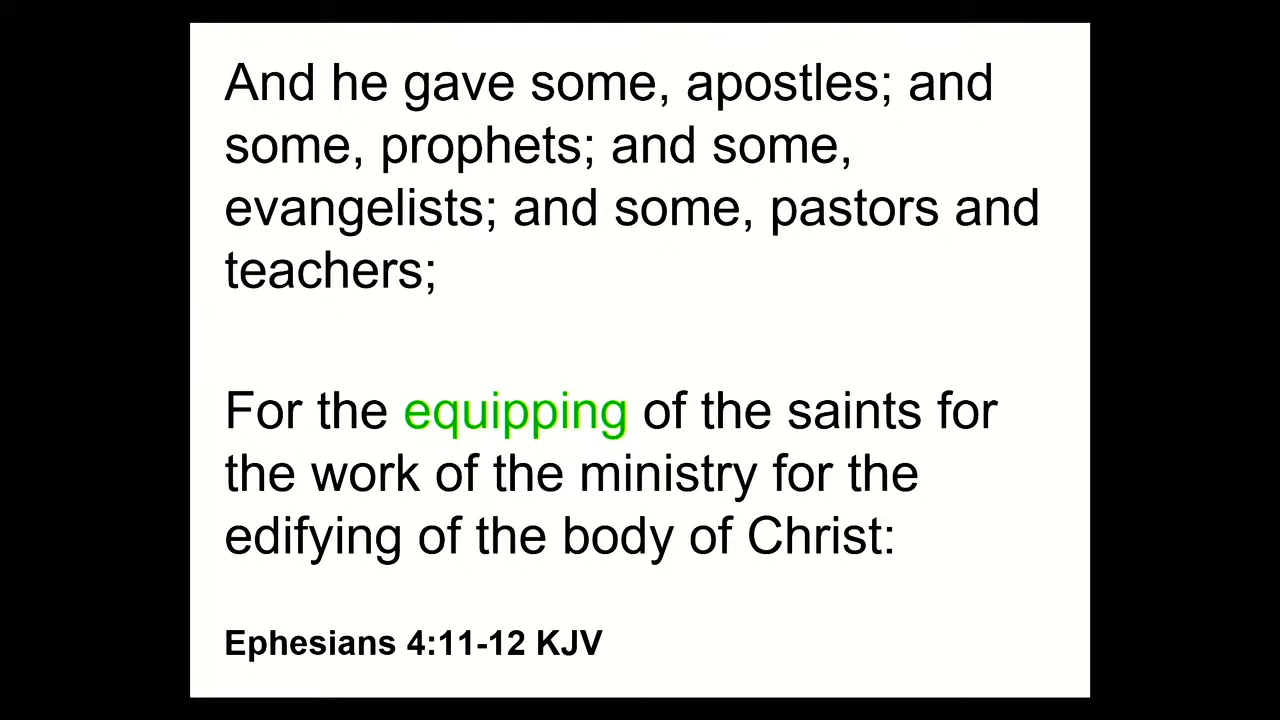 And he gave some, apostles; and
some, prophets; and some,
evangelists; and some, pastors and
teachers;
For the equipping of the saints for
the work of the ministry for the
edifying of the body of Christ:
Ephesians 4:11-12 KJV